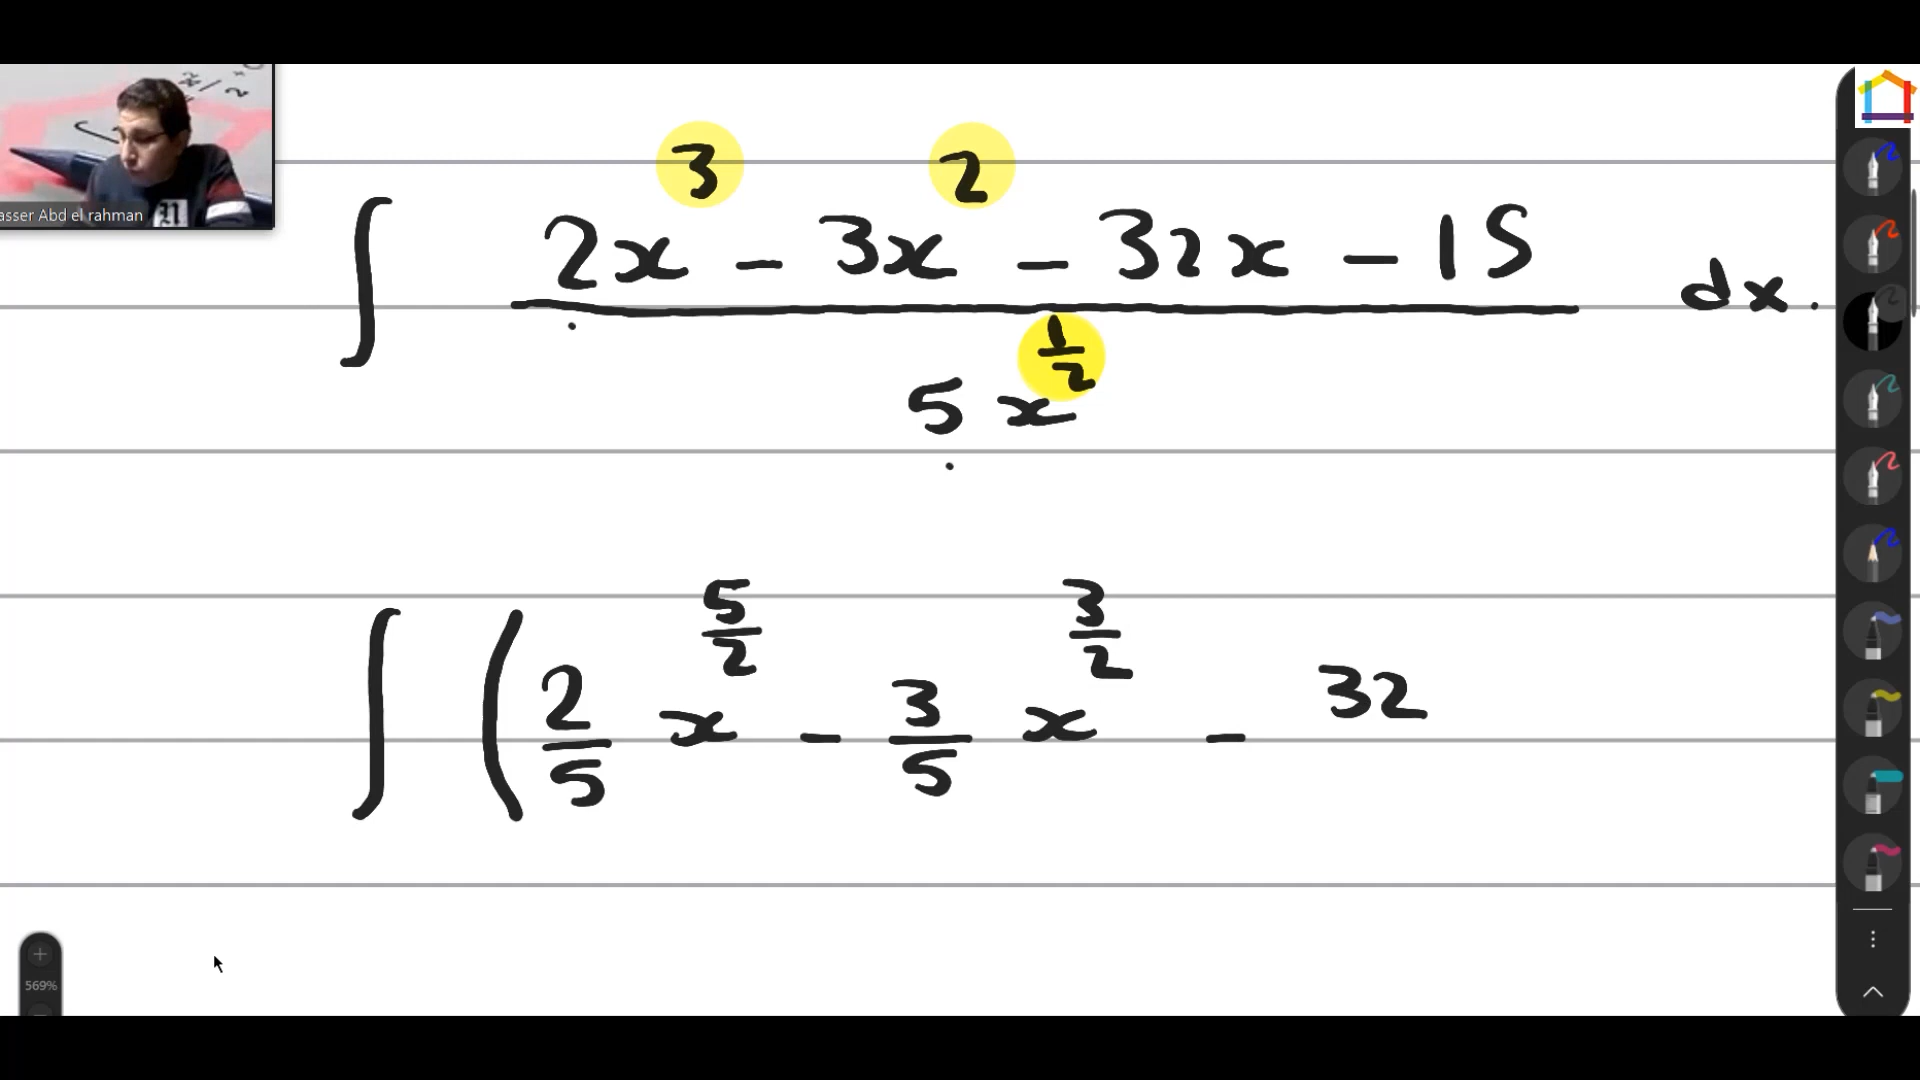 ∫ (2x³ - 3x² - 32x - 15) / (5x^(1/2)) dx.
∫ ( 2/5 x^(5/2) - 3/5 x^(3/2) - 32
asser Abd el rahman
569%